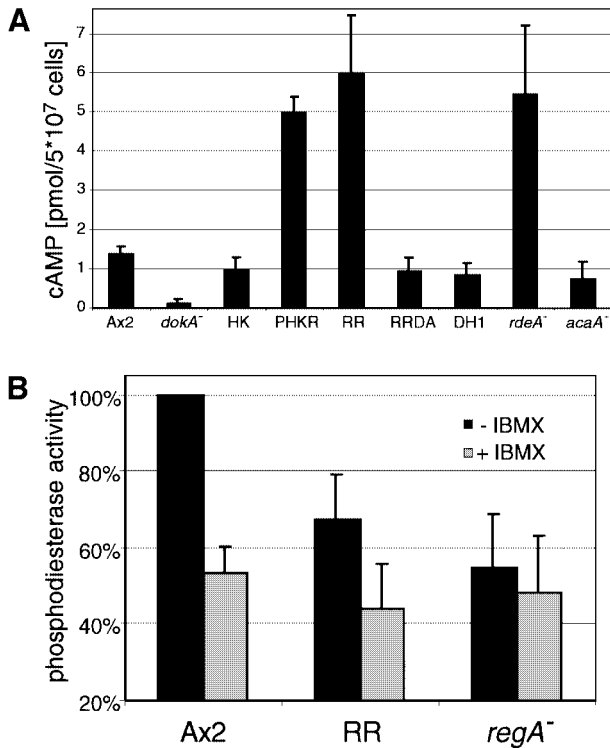 A
cAMP [pmol/5*10⁷ cells]
7
6
5
4
3
2
1
0
Ax2 dokA⁻ HK PHKR RR RRDA DH1 rdeA⁻ acaA⁻
B
phosphodiesterase activity
100%
80%
60%
40%
20%
- IBMX
+ IBMX
Ax2 RR regA⁻